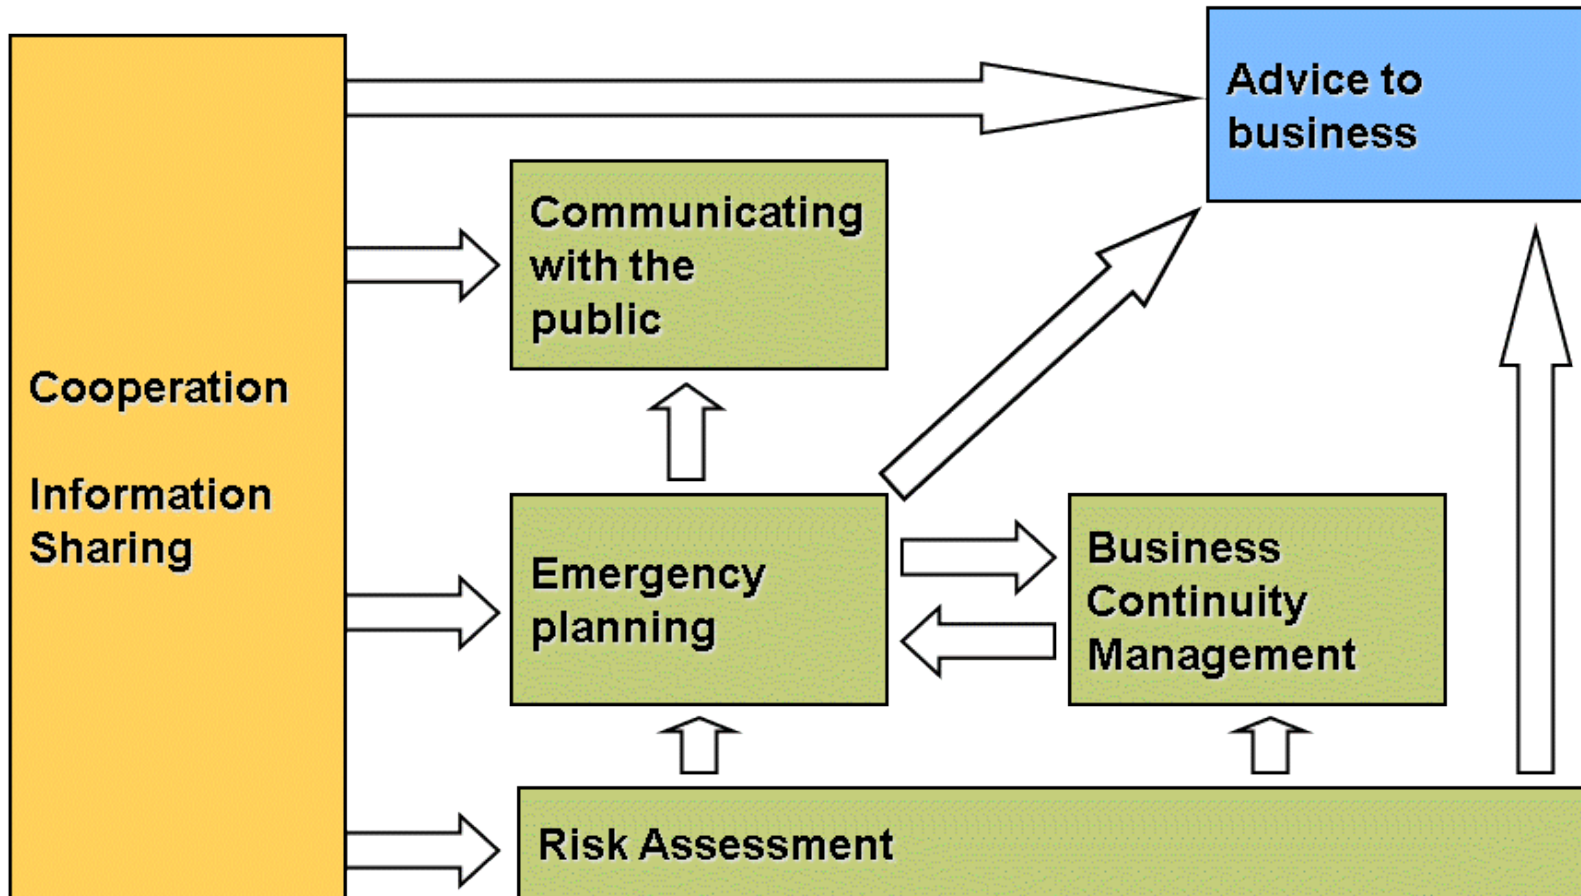 Advice to
business
Communicating
with the
public
Cooperation
Information
Sharing
Emergency
planning
Business
Continuity
Management
Risk Assessment